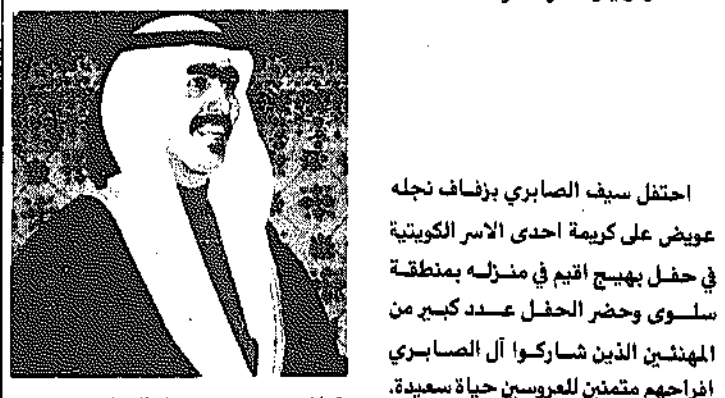 احتفل سيف الصابري بزفاف نجله
عويض على كريمة احدى الاسر الكويتية
في حفل بهيج اقيم في منزله بمنطقة
سلوى وحضر الحفل عدد كبير من
المهنئين الذين شاركوا آل الصابري
افراحهم متمنين للعروسين حياة سعيدة.